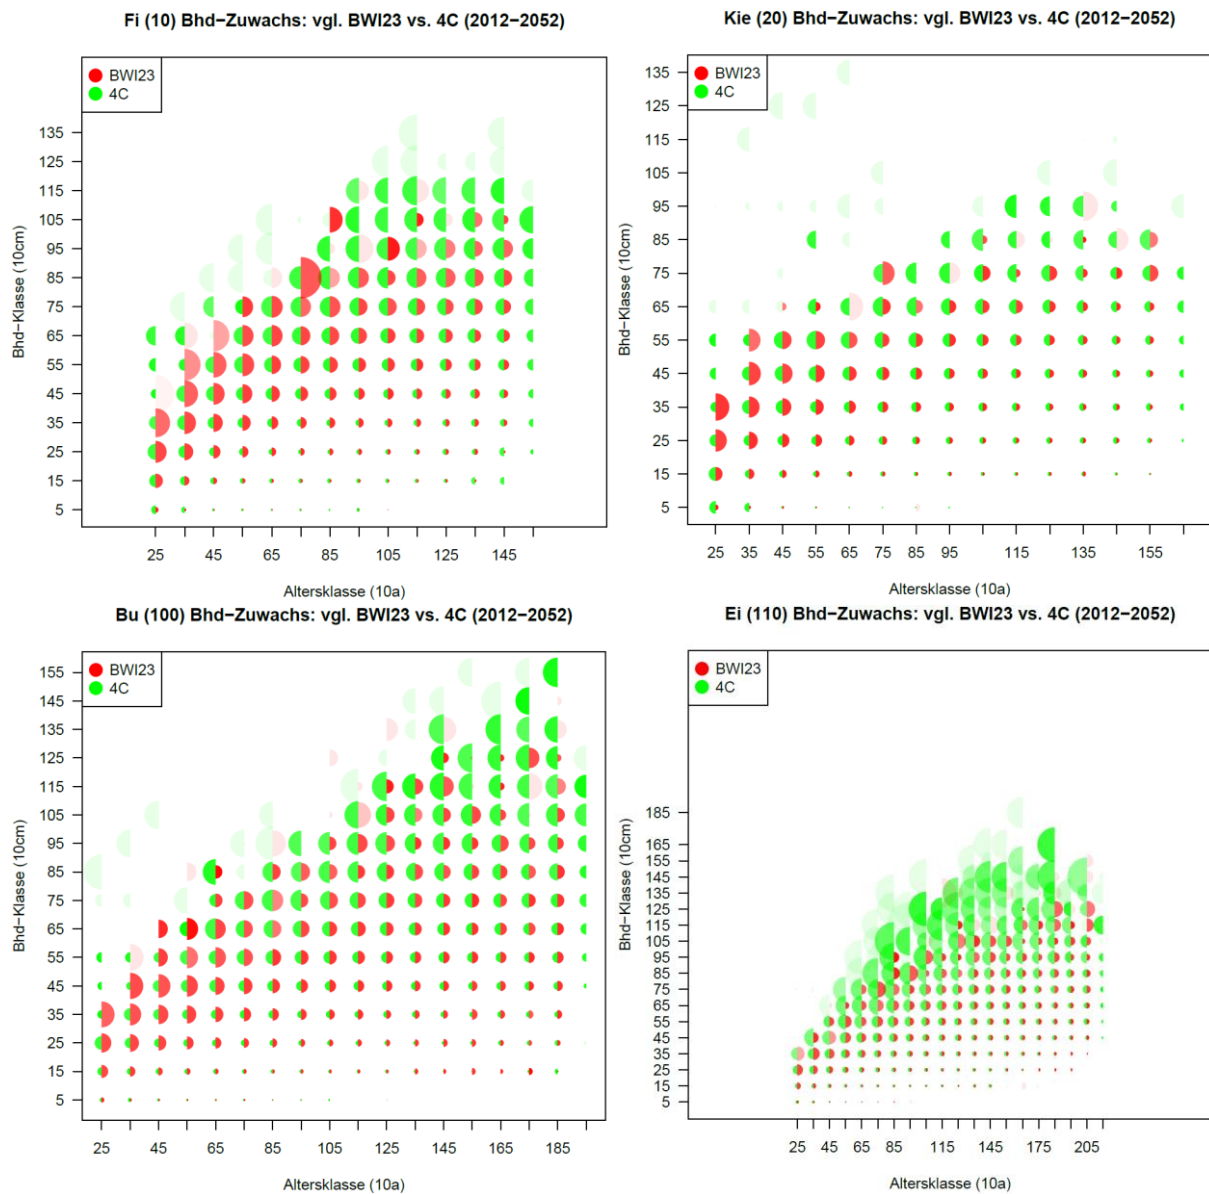 Fi (10) Bhd−Zuwachs: vgl. BWI23 vs. 4C (2012−2052)
BWI23
4C
135
125
115
105
95
85
75
65
55
45
35
25
15
5
Bhd−Klasse (10cm)
25 45 65 85 105 125 145
Altersklasse (10a)
Kie (20) Bhd−Zuwachs: vgl. BWI23 vs. 4C (2012−2052)
BWI23
4C
135
125
115
105
95
85
75
65
55
45
35
25
15
5
Bhd−Klasse (10cm)
25 35 45 55 65 75 85 95 115 135 155
Altersklasse (10a)
Bu (100) Bhd−Zuwachs: vgl. BWI23 vs. 4C (2012−2052)
BWI23
4C
155
145
135
125
115
105
95
85
75
65
55
45
35
25
15
5
Bhd−Klasse (10cm)
25 45 65 85 105 125 145 165 185
Altersklasse (10a)
Ei (110) Bhd−Zuwachs: vgl. BWI23 vs. 4C (2012−2052)
BWI23
4C
185
165
155
145
135
125
115
105
95
85
75
65
55
45
35
25
15
5
Bhd−Klasse (10cm)
25 45 65 85 115 145 175 205
Altersklasse (10a)